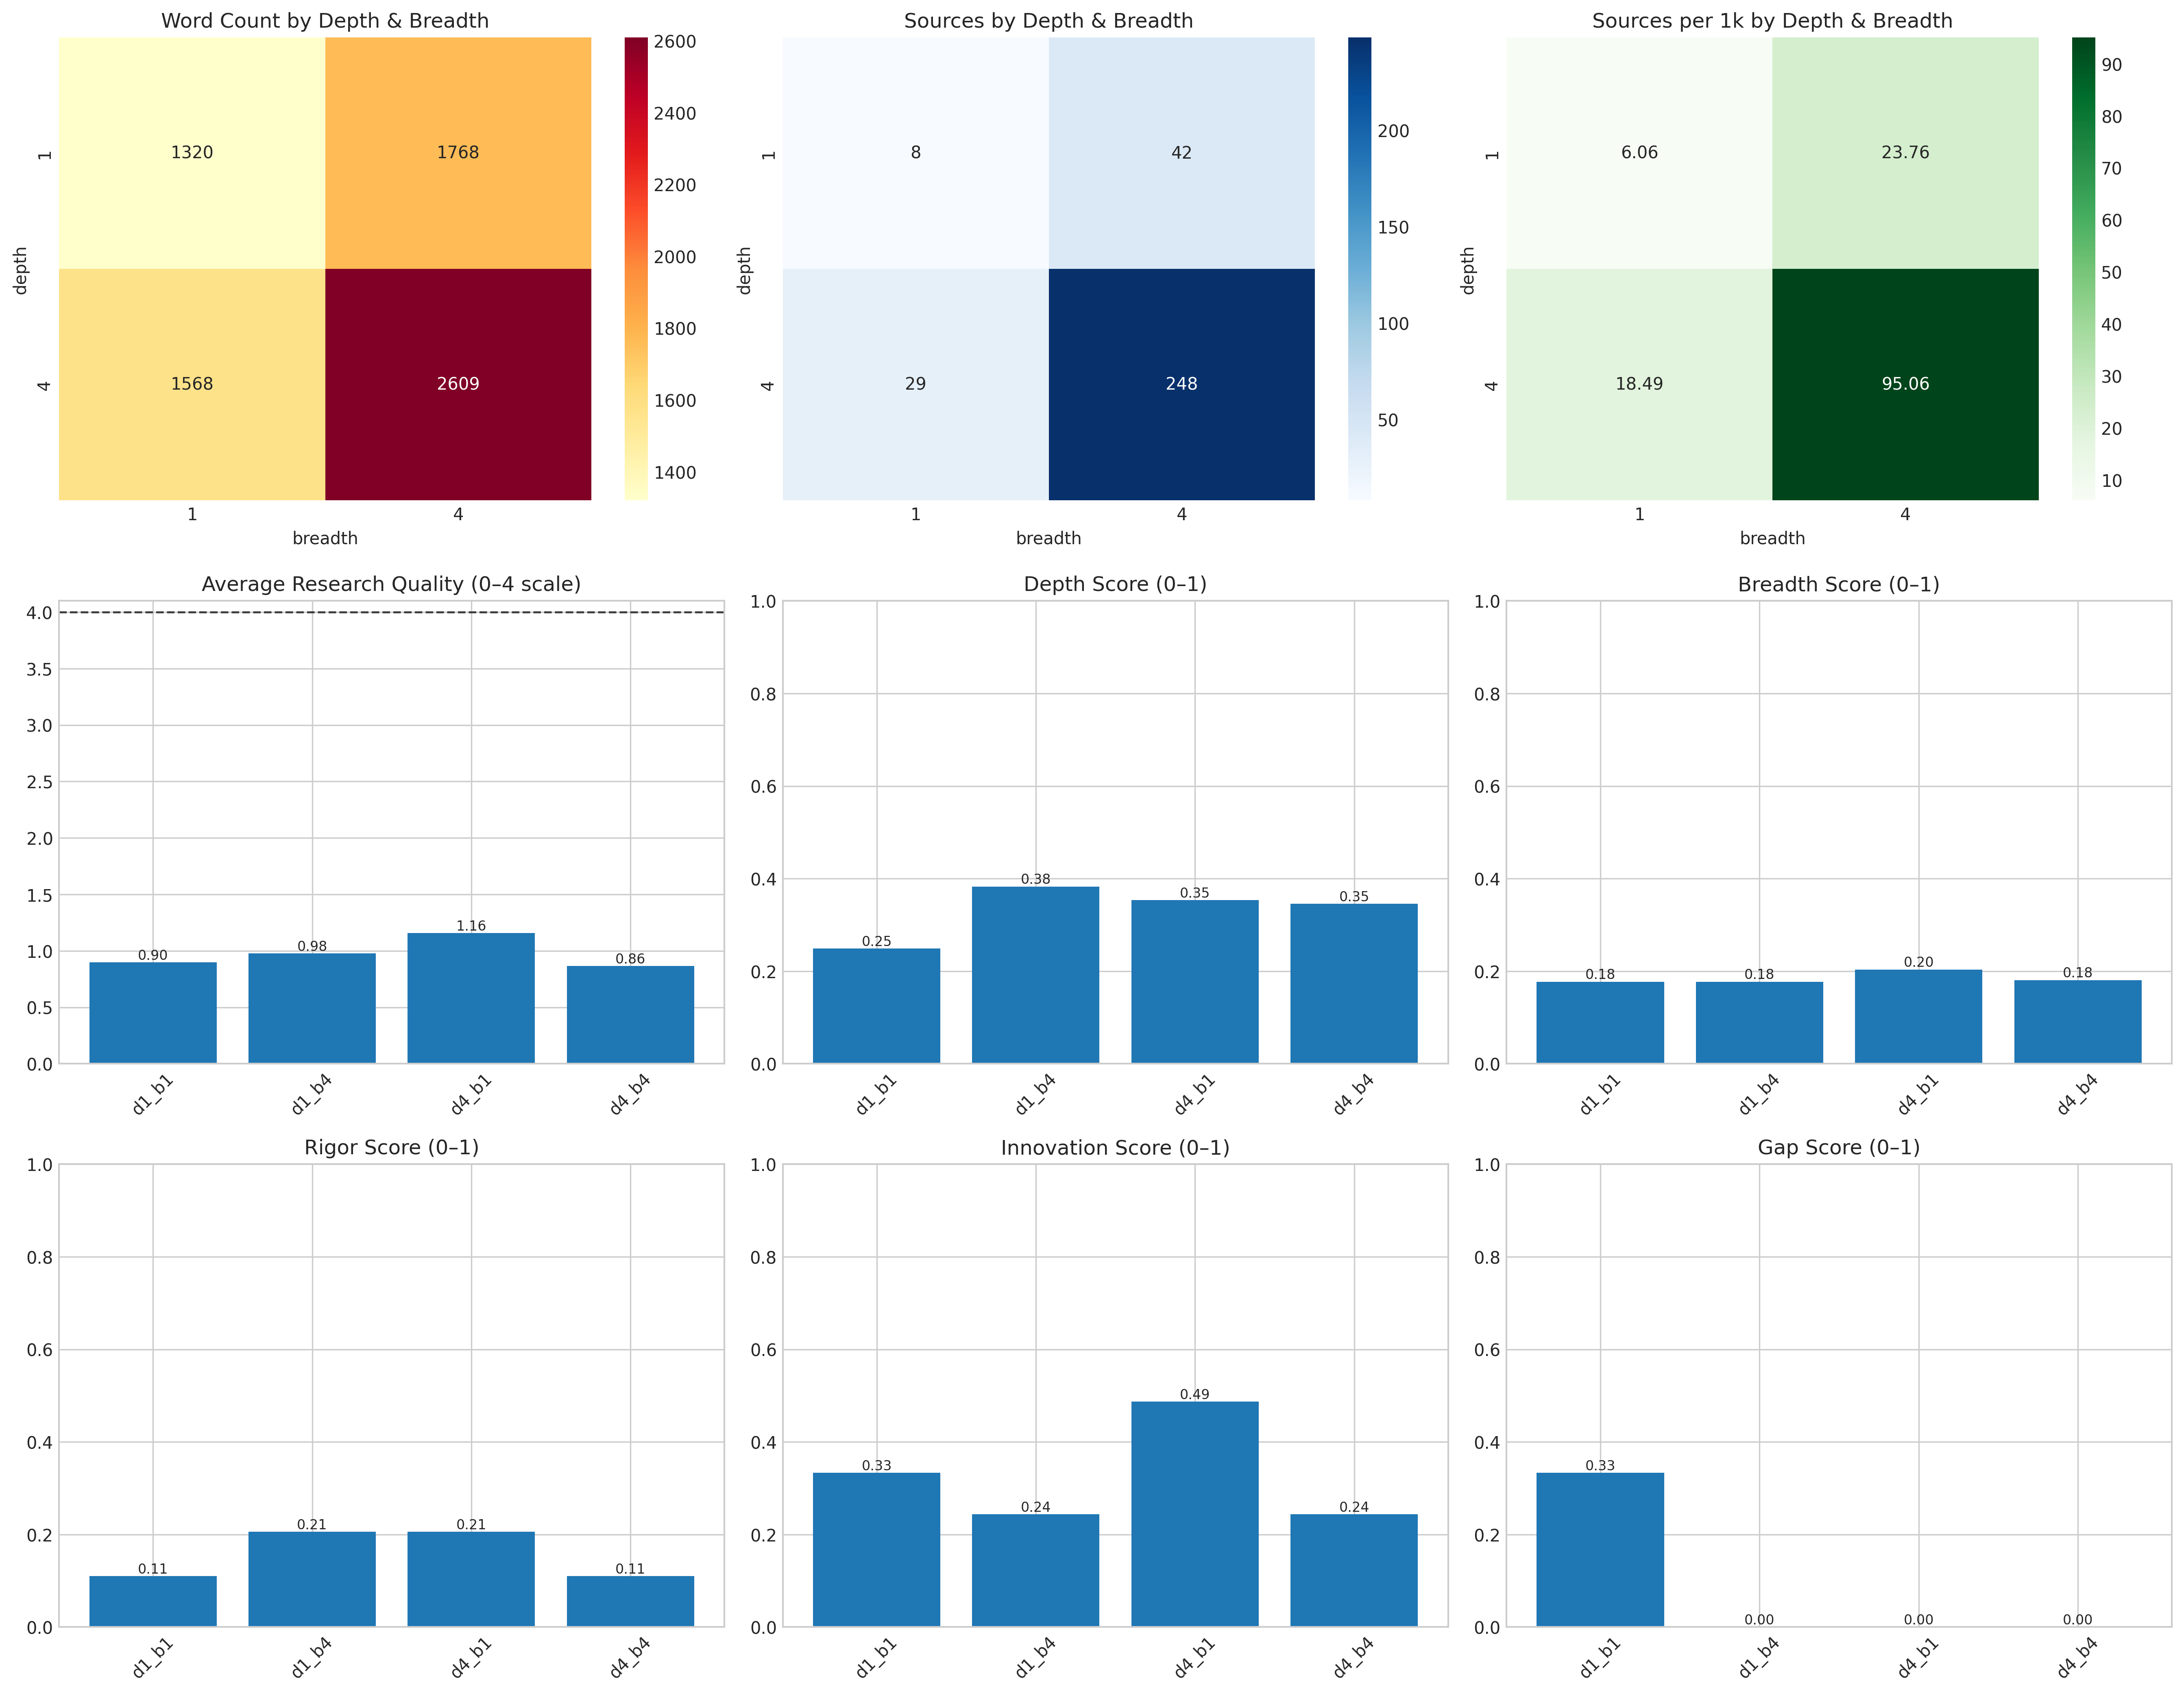 Word Count by Depth & Breadth
1320 1768
1568 2609
1
4
depth
1 4
breadth
2600
2400
2200
2000
1800
1600
1400
Sources by Depth & Breadth
8 42
29 248
1
4
depth
1 4
breadth
200
150
100
50
Sources per 1k by Depth & Breadth
6.06 23.76
18.49 95.06
1
4
depth
1 4
breadth
90
80
70
60
50
40
30
20
10
Average Research Quality (0–4 scale)
4.0
3.5
3.0
2.5
2.0
1.5
1.0
0.5
0.0
0.90 0.98 1.16 0.86
d1_b1 d1_b4 d4_b1 d4_b4
Depth Score (0–1)
1.0
0.8
0.6
0.4
0.2
0.0
0.25 0.38 0.35 0.35
d1_b1 d1_b4 d4_b1 d4_b4
Breadth Score (0–1)
1.0
0.8
0.6
0.4
0.2
0.0
0.18 0.18 0.20 0.18
d1_b1 d1_b4 d4_b1 d4_b4
Rigor Score (0–1)
1.0
0.8
0.6
0.4
0.2
0.0
0.11 0.21 0.21 0.11
d1_b1 d1_b4 d4_b1 d4_b4
Innovation Score (0–1)
1.0
0.8
0.6
0.4
0.2
0.0
0.33 0.24 0.49 0.24
d1_b1 d1_b4 d4_b1 d4_b4
Gap Score (0–1)
1.0
0.8
0.6
0.4
0.2
0.0
0.33 0.00 0.00 0.00
d1_b1 d1_b4 d4_b1 d4_b4